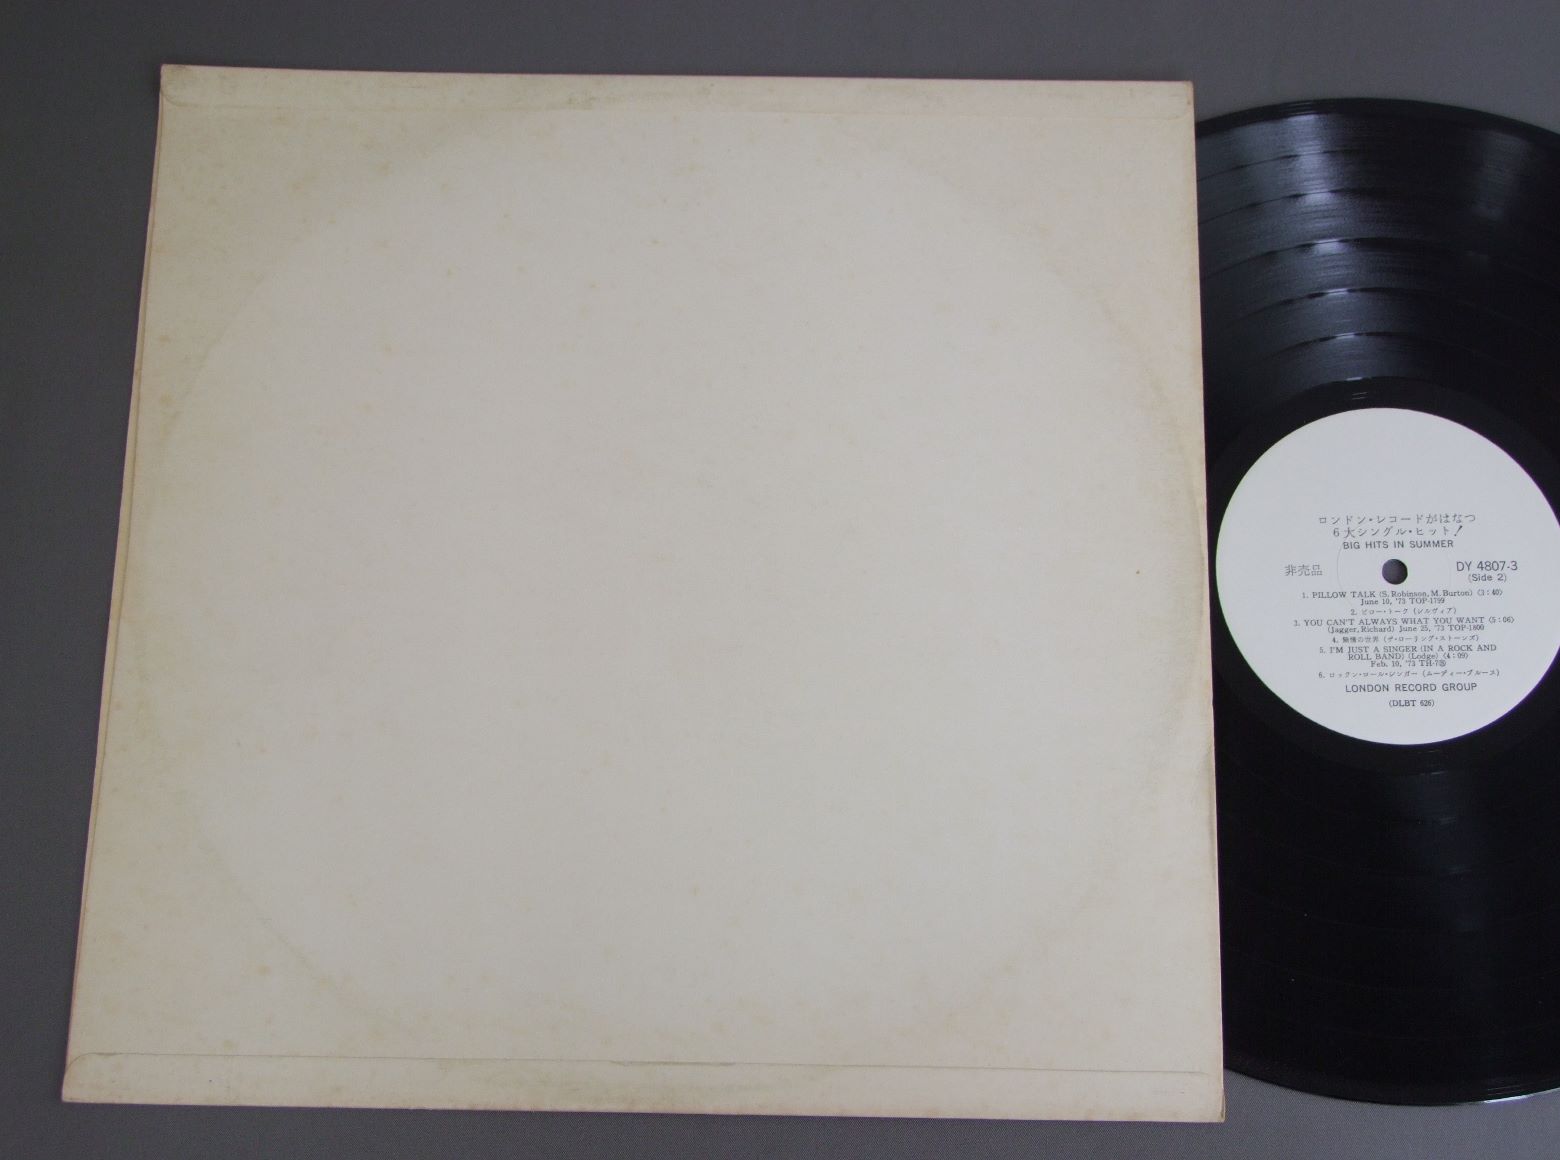 ロンドン・レコードがはなつ
6大シングル・ヒット!
BIG HITS IN SUMMER
非売品
DY 4807-3
(Side 2)
1. PILLOW TALK (S. Robinson, M. Burton) (3:40)
June 10, '73 TOP-1799
2. ピロー・トーク (シルヴィア)
3. YOU CAN'T ALWAYS WHAT YOU WANT (5:06)
(Jagger, Richard) June 25, '73 TOP-1800
4. 無情の世界 (ザ・ローリング・ストーンズ)
5. I'M JUST A SINGER (IN A ROCK AND
ROLL BAND) (Lodge) (4:09)
Feb. 10, '73 TH-7
6. ロックン・ロール・シンガー (ムーディー・ブルース)
LONDON RECORD GROUP
(DLBT 626)